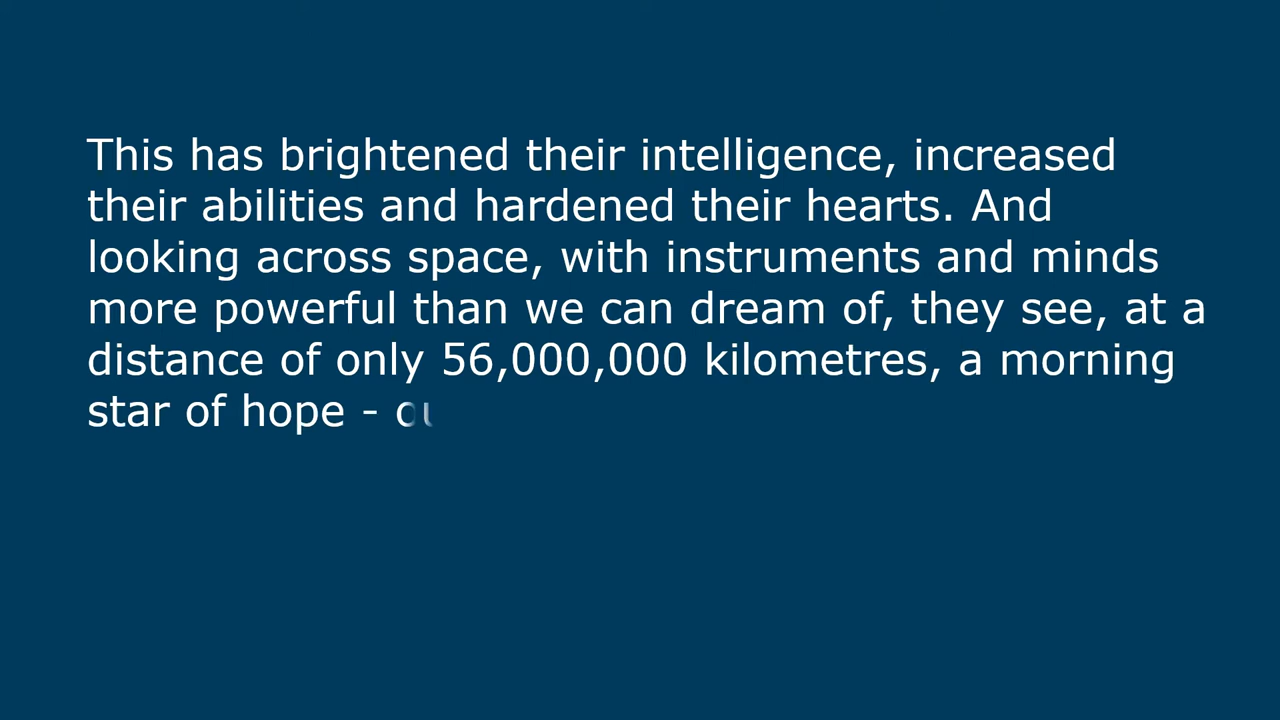 This has brightened their intelligence, increased
their abilities and hardened their hearts. And
looking across space, with instruments and minds
more powerful than we can dream of, they see, at a
distance of only 56,000,000 kilometres, a morning
star of hope -